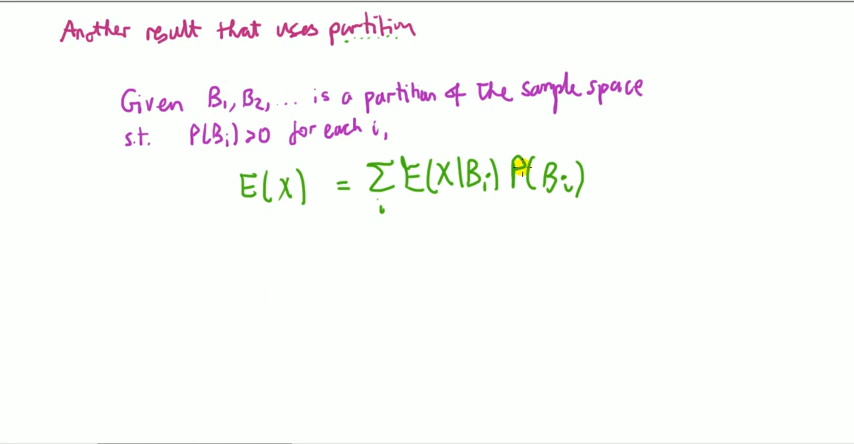 Another result that uses partition
Given B₁, B₂, ... is a partition of the sample space
s.t. P(Bᵢ) > 0 for each i,
E(X) = Σᵢ E(X|Bᵢ) P(Bᵢ)